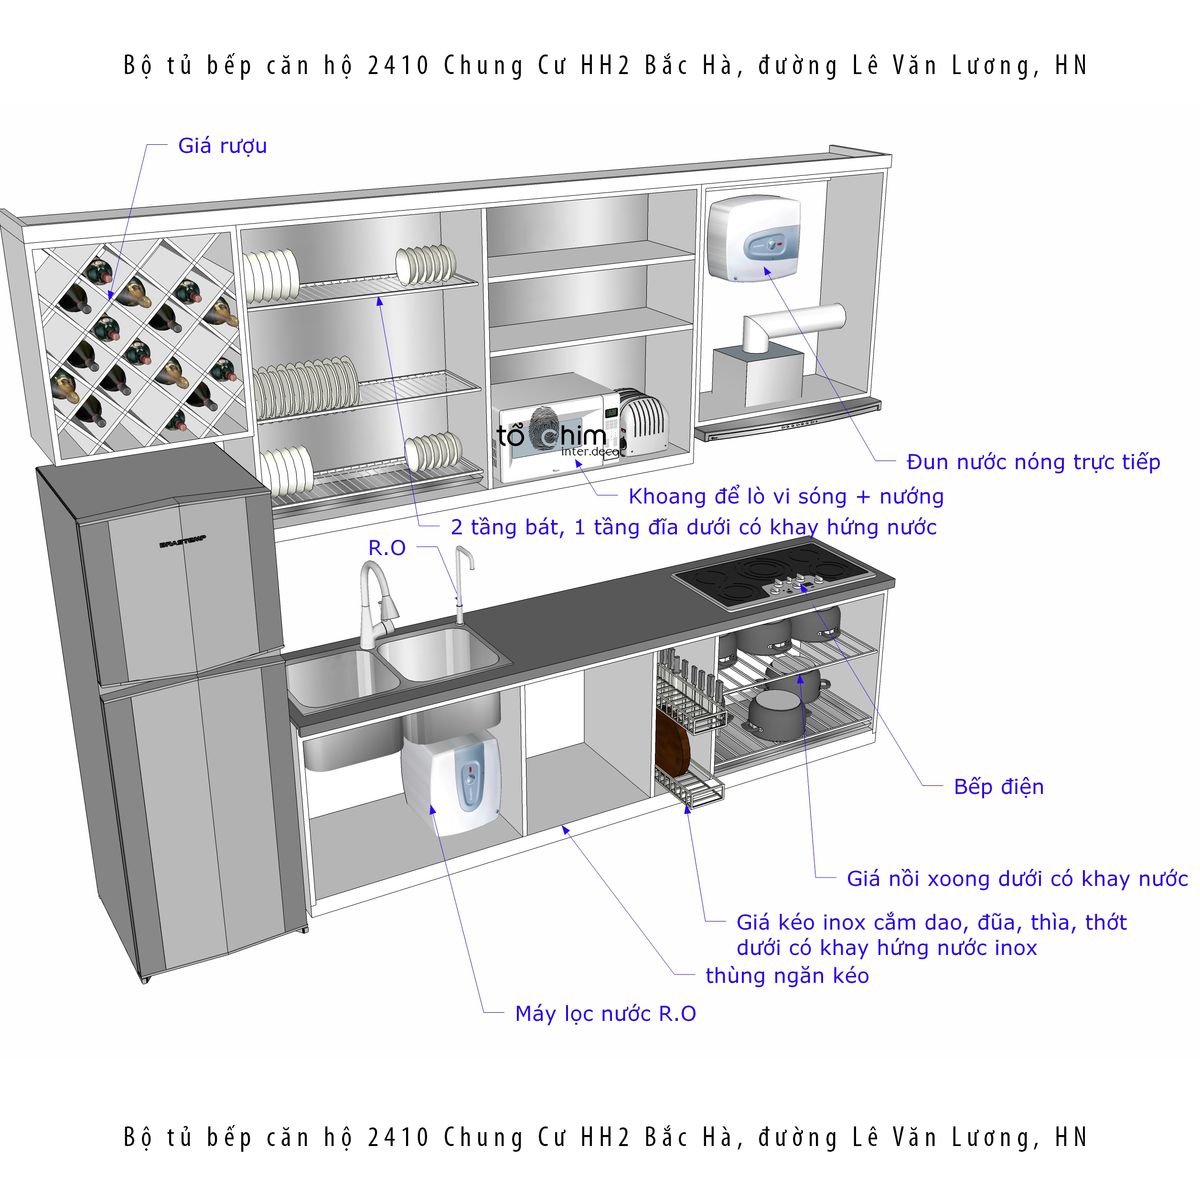 Bộ tủ bếp căn hộ 2410 Chung Cư HH2 Bắc Hà, đường Lê Văn Lương, HN
Giá rượu
Đun nước nóng trực tiếp
tổ chim
inter.decor
Khoang để lò vi sóng + nướng
2 tầng bát, 1 tầng đĩa dưới có khay hứng nước
R.O
BRASTEMP
Bếp điện
Giá nồi xoong dưới có khay nước
Giá kéo inox cắm dao, đũa, thìa, thớt
dưới có khay hứng nước inox
thùng ngăn kéo
Máy lọc nước R.O
Bộ tủ bếp căn hộ 2410 Chung Cư HH2 Bắc Hà, đường Lê Văn Lương, HN